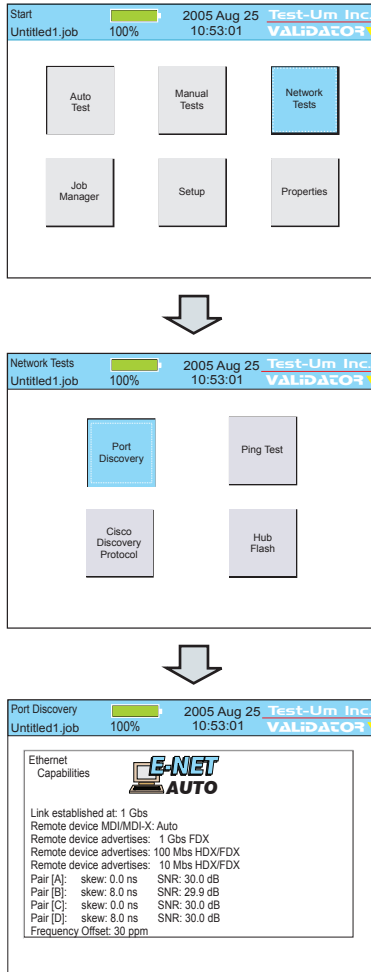 Start
Untitled1.job 100% 2005 Aug 25 10:53:01 Test-Um Inc.
VALiDATOR
Auto Test
Manual Tests
Network Tests
Job Manager
Setup
Properties
Network Tests
Untitled1.job 100% 2005 Aug 25 10:53:01 Test-Um Inc.
VALiDATOR
Port Discovery
Ping Test
Cisco Discovery Protocol
Hub Flash
Port Discovery
Untitled1.job 100% 2005 Aug 25 10:53:01 Test-Um Inc.
VALiDATOR
Ethernet Capabilities
E-NET AUTO
Link established at: 1 Gbs
Remote device MDI/MDI-X: Auto
Remote device advertises: 1 Gbs FDX
Remote device advertises: 100 Mbs HDX/FDX
Remote device advertises: 10 Mbs HDX/FDX
Pair [A]: skew: 0.0 ns SNR: 30.0 dB
Pair [B]: skew: 8.0 ns SNR: 29.9 dB
Pair [C]: skew: 0.0 ns SNR: 30.0 dB
Pair [D]: skew: 8.0 ns SNR: 30.0 dB
Frequency Offset: 30 ppm